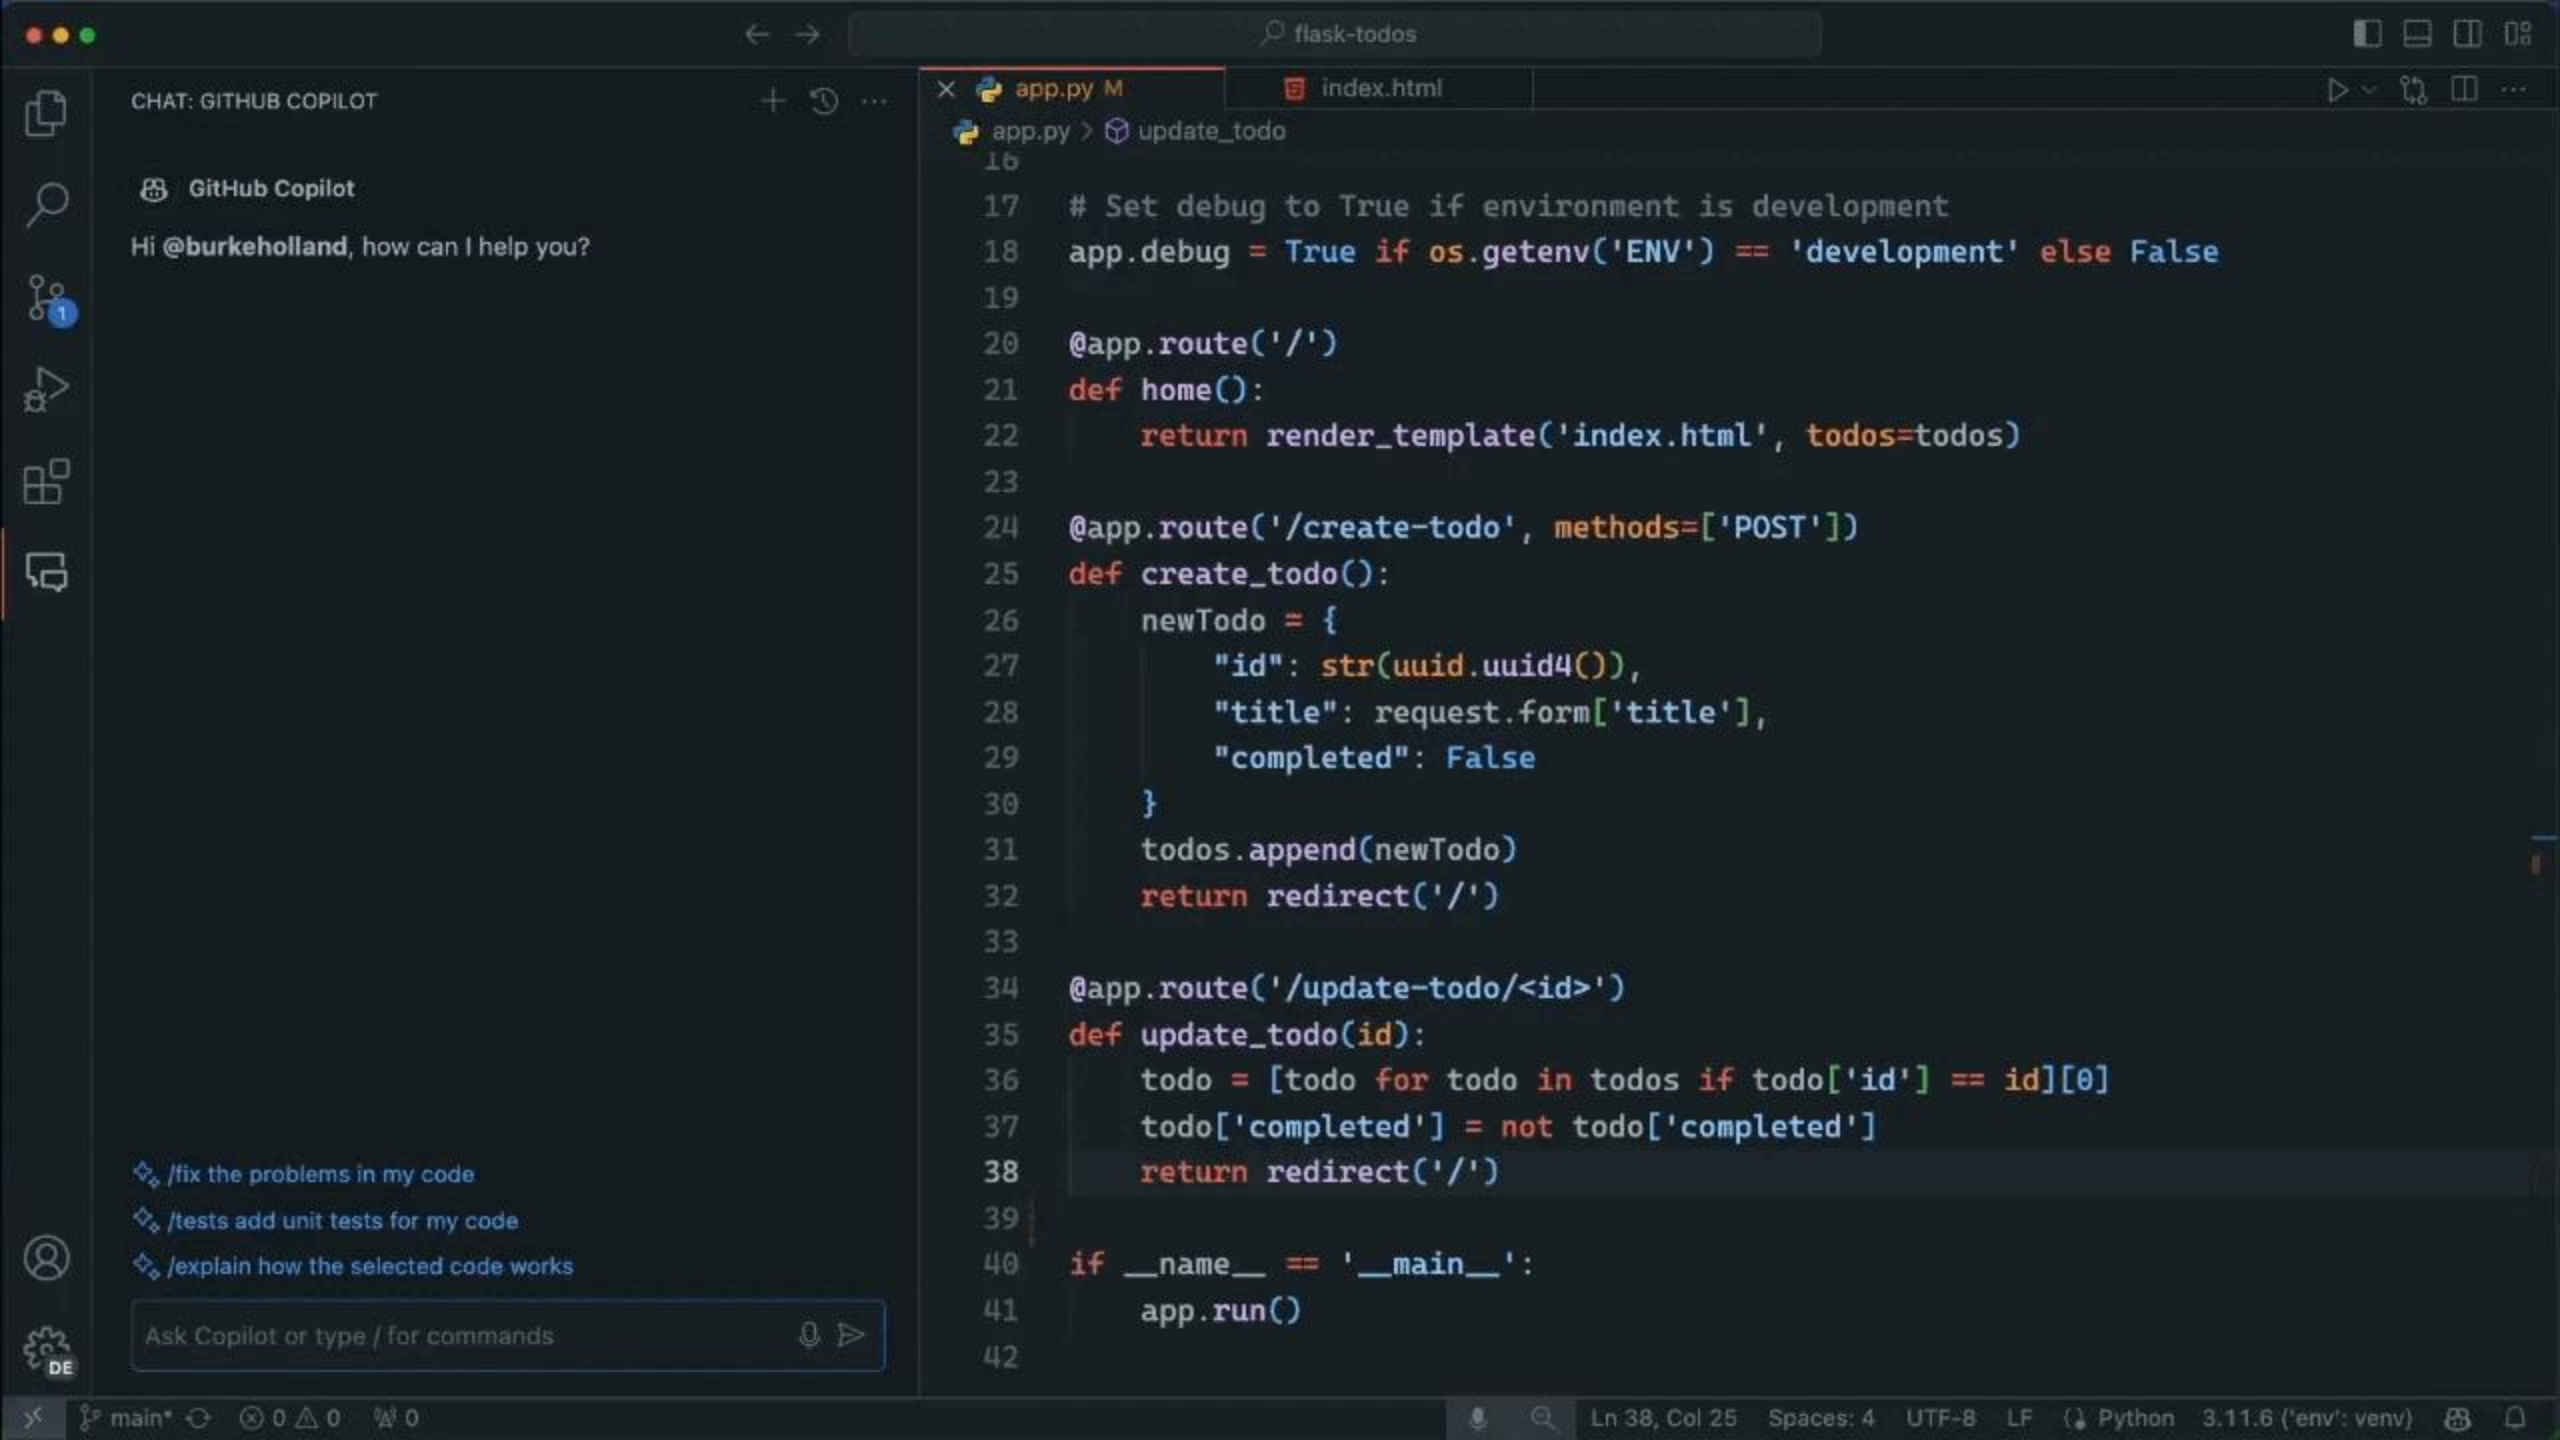 flask-todos
CHAT: GITHUB COPILOT
GitHub Copilot
Hi @burkeholland, how can I help you?
1
/fix the problems in my code
/tests add unit tests for my code
/explain how the selected code works
Ask Copilot or type / for commands
DE
app.py M
index.html
app.py > update_todo
16
17 # Set debug to True if environment is development
18 app.debug = True if os.getenv('ENV') == 'development' else False
19
20 @app.route('/')
21 def home():
22     return render_template('index.html', todos=todos)
23
24 @app.route('/create-todo', methods=['POST'])
25 def create_todo():
26     newTodo = {
27         "id": str(uuid.uuid4()),
28         "title": request.form['title'],
29         "completed": False
30     }
31     todos.append(newTodo)
32     return redirect('/')
33
34 @app.route('/update-todo/<id>')
35 def update_todo(id):
36     todo = [todo for todo in todos if todo['id'] == id][0]
37     todo['completed'] = not todo['completed']
38     return redirect('/')
39
40 if __name__ == '__main__':
41     app.run()
42
main* 0 0 0 Ln 38, Col 25 Spaces: 4 UTF-8 LF Python 3.11.6 ('env': venv)